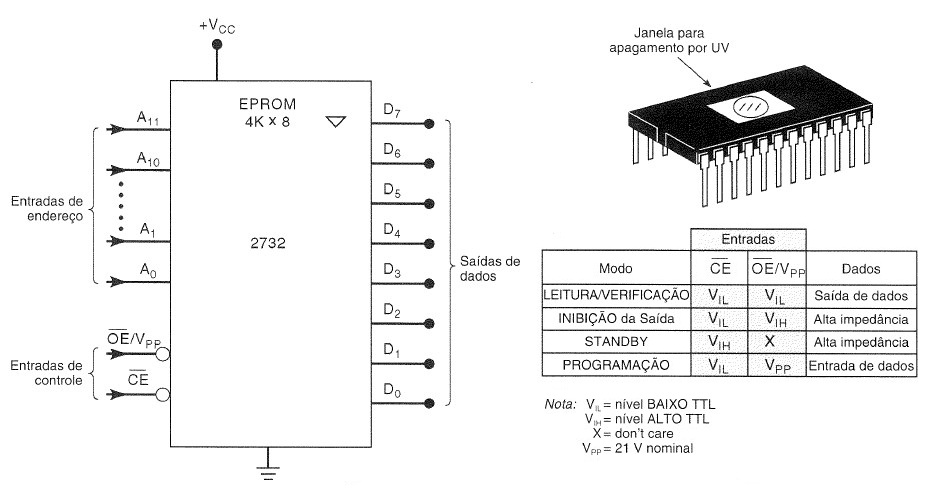 +VCC
EPROM
4K x 8
2732
A11
A10
A1
A0
Entradas de
endereço
OE/VPP
CE
Entradas de
controle
D7
D6
D5
D4
D3
D2
D1
D0
Saídas de
dados
Janela para
apagamento por UV
Entradas
Modo CE OE/VPP Dados
LEITURA/VERIFICAÇÃO VIL VIL Saída de dados
INIBIÇÃO da Saída VIL VIH Alta impedância
STANDBY VIH X Alta impedância
PROGRAMAÇÃO VIL VPP Entrada de dados
Nota: VIL = nível BAIXO TTL
VIH = nível ALTO TTL
X = don't care
VPP = 21 V nominal